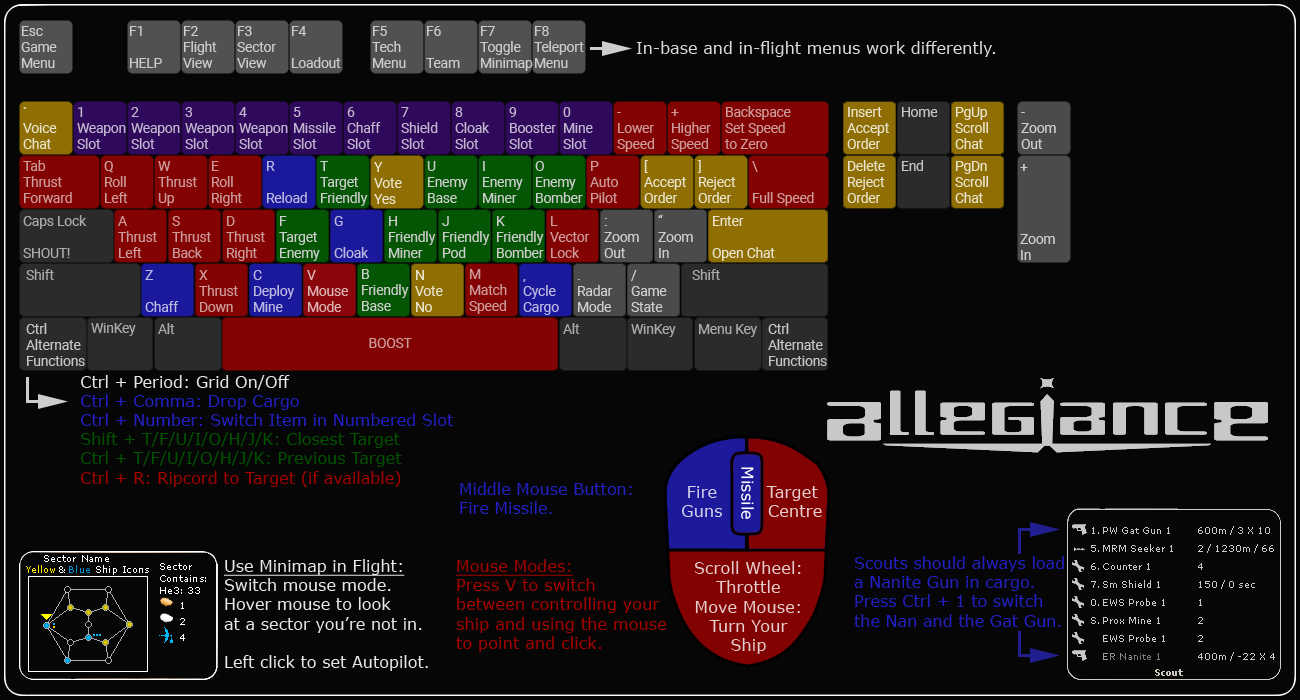 Esc
Game
Menu
F1
HELP
F2
Flight
View
F3
Sector
View
F4
Loadout
F5
Tech
Menu
F6
Team
F7
Toggle
Minimap
F8
Teleport
Menu
In-base and in-flight menus work differently.
`
Voice
Chat
1
Weapon
Slot
2
Weapon
Slot
3
Weapon
Slot
4
Weapon
Slot
5
Missile
Slot
6
Chaff
Slot
7
Shield
Slot
8
Cloak
Slot
9
Booster
Slot
0
Mine
Slot
-
Lower
Speed
+
Higher
Speed
Backspace
Set Speed
to Zero
Insert
Accept
Order
Home
PgUp
Scroll
Chat
-
Zoom
Out
Tab
Thrust
Forward
Q
Roll
Left
W
Thrust
Up
E
Roll
Right
R
Reload
T
Target
Friendly
Y
Vote
Yes
U
Enemy
Base
I
Enemy
Miner
O
Enemy
Bomber
P
Auto
Pilot
[
Accept
Order
]
Reject
Order
\
Full Speed
Delete
Reject
Order
End
PgDn
Scroll
Chat
+
Zoom
In
Caps Lock
SHOUT!
A
Thrust
Left
S
Thrust
Back
D
Thrust
Right
F
Target
Enemy
G
Cloak
H
Friendly
Miner
J
Friendly
Pod
K
Friendly
Bomber
L
Vector
Lock
:
Zoom
Out
“
Zoom
In
Enter
Open Chat
Shift
Z
Chaff
X
Thrust
Down
C
Deploy
Mine
V
Mouse
Mode
B
Friendly
Base
N
Vote
No
M
Match
Speed
,
Cycle
Cargo
.
Radar
Mode
/
Game
State
Shift
Ctrl
Alternate
Functions
WinKey
Alt
BOOST
Alt
WinKey
Menu Key
Ctrl
Alternate
Functions
Ctrl + Period: Grid On/Off
Ctrl + Comma: Drop Cargo
Ctrl + Number: Switch Item in Numbered Slot
Shift + T/F/U/I/O/H/J/K: Closest Target
Ctrl + T/F/U/I/O/H/J/K: Previous Target
Ctrl + R: Ripcord to Target (if available)
allegiance
Middle Mouse Button:
Fire Missile.
Fire
Guns
Missile
Target
Centre
Scroll Wheel:
Throttle
Move Mouse:
Turn Your
Ship
Sector Name
Yellow & Blue Ship Icons
Sector
Contains:
He3: 33
1
2
4
Use Minimap in Flight:
Switch mouse mode.
Hover mouse to look
at a sector you’re not in.
Left click to set Autopilot.
Mouse Modes:
Press V to switch
between controlling your
ship and using the mouse
to point and click.
Scouts should always load
a Nanite Gun in cargo.
Press Ctrl + 1 to switch
the Nan and the Gat Gun.
1. PW Gat Gun 1 600m / 3 X 10
5. MRM Seeker 1 2 / 1230m / 66
6. Counter 1 4
7. Sm Shield 1 150 / 0 sec
0. EWS Probe 1 1
S. Prox Mine 1 2
EWS Probe 1 2
ER Nanite 1 400m / -22 X 4
Scout